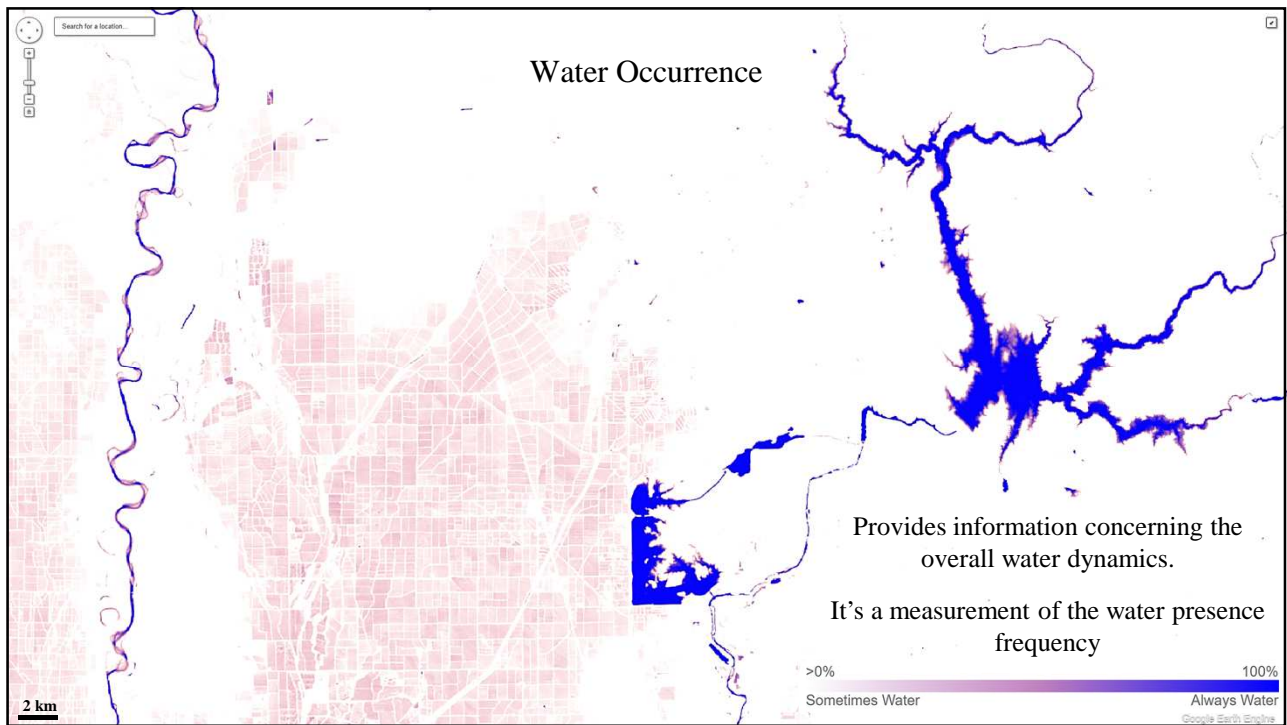 Search for a location...
Water Occurrence
Provides information concerning the
overall water dynamics.
It's a measurement of the water presence
frequency
>0% 100%
Sometimes Water Always Water
2 km
Google Earth Engine